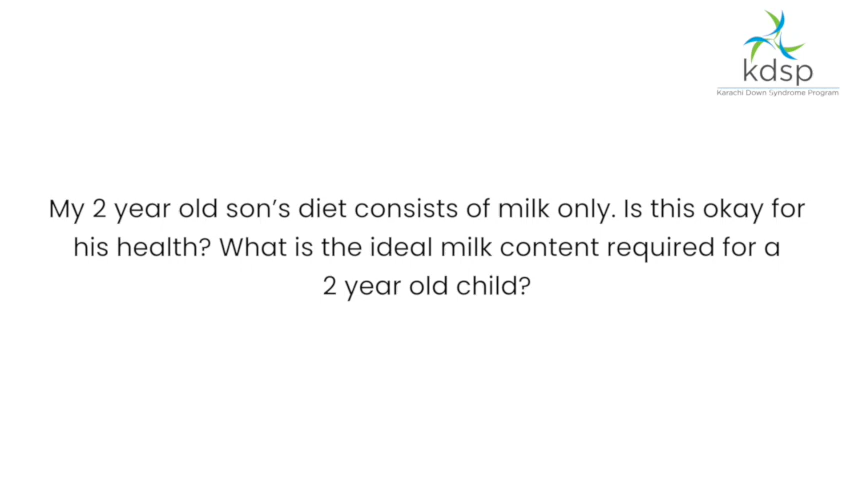 kdsp
Karachi Down Syndrome Program
My 2 year old son's diet consists of milk only. Is this okay for
his health? What is the ideal milk content required for a
2 year old child?